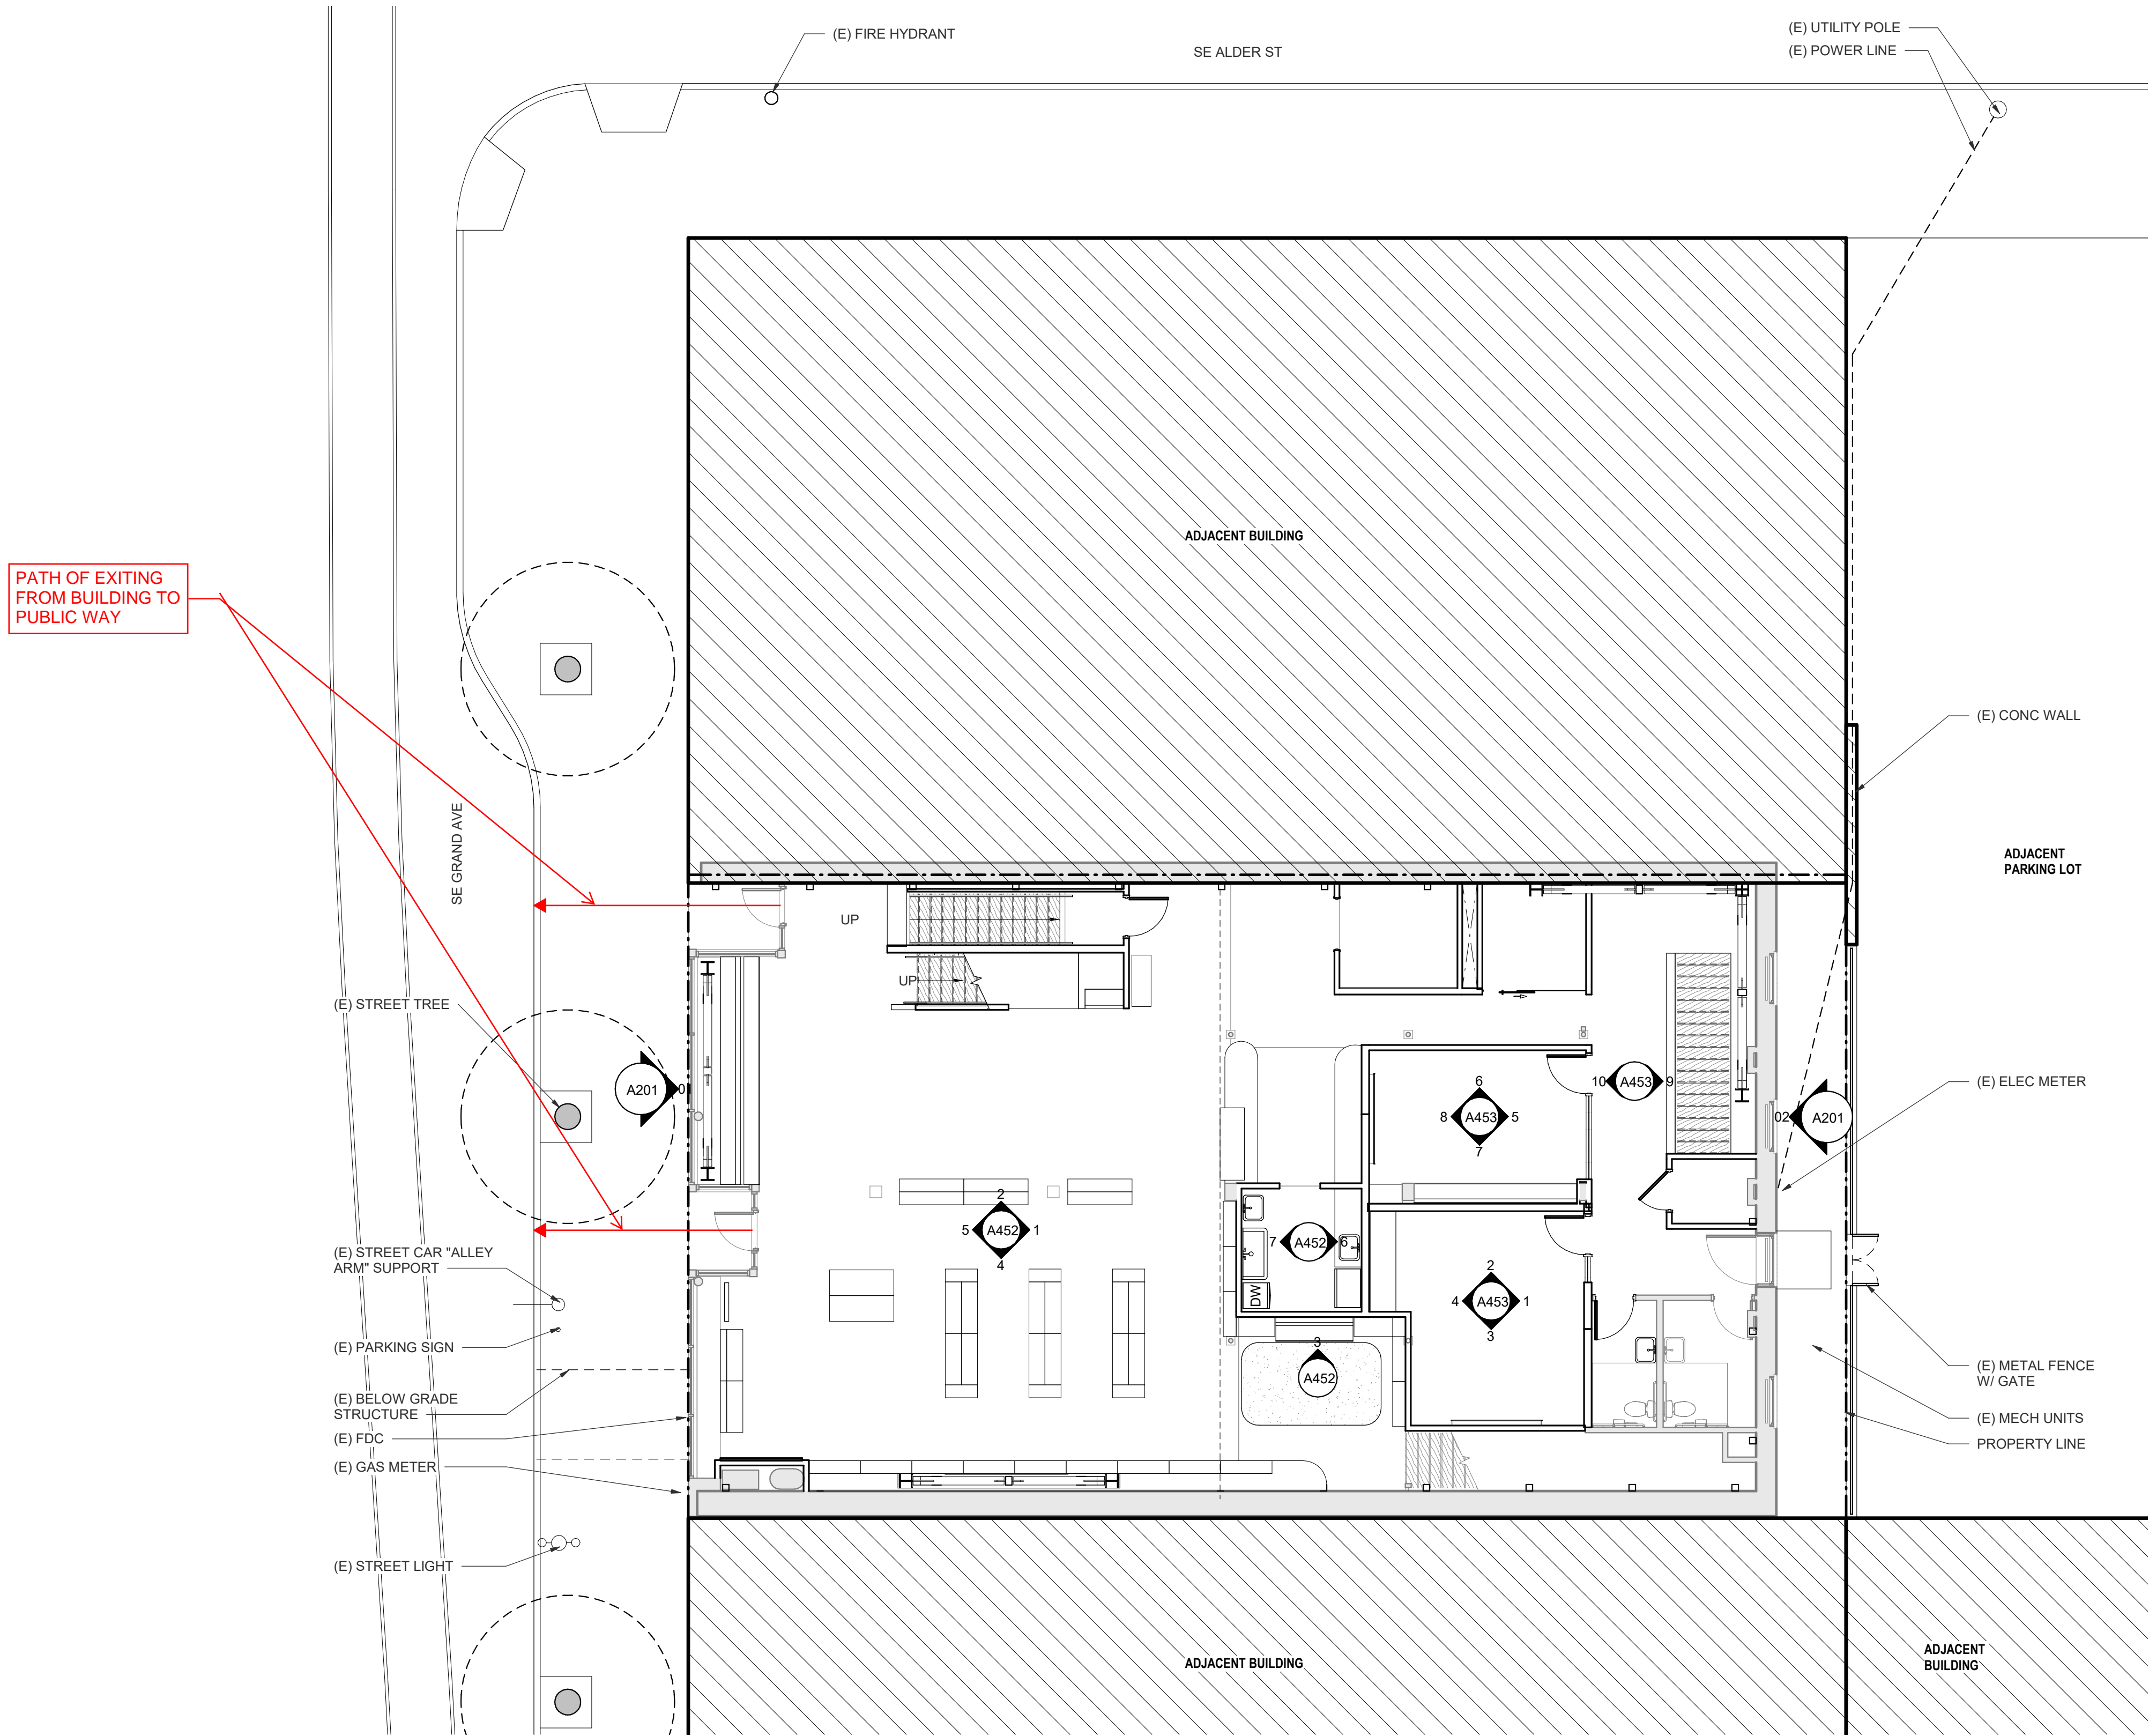 (E) FIRE HYDRANT
SE ALDER ST
(E) UTILITY POLE
(E) POWER LINE
ADJACENT BUILDING
PATH OF EXITING
FROM BUILDING TO
PUBLIC WAY
(E) CONC WALL
SE GRAND AVE
ADJACENT
PARKING LOT
UP
UP
(E) STREET TREE
A201
0
6
8 A453 5
7
10 A453 9
(E) ELEC METER
02 A201
2
5 A452 1
4
7 A452 6
DW
2
4 A453 1
3
3
A452
(E) STREET CAR "ALLEY
ARM" SUPPORT
(E) PARKING SIGN
(E) BELOW GRADE
STRUCTURE
(E) FDC
(E) GAS METER
(E) STREET LIGHT
(E) METAL FENCE
W/ GATE
(E) MECH UNITS
PROPERTY LINE
ADJACENT BUILDING
ADJACENT
BUILDING